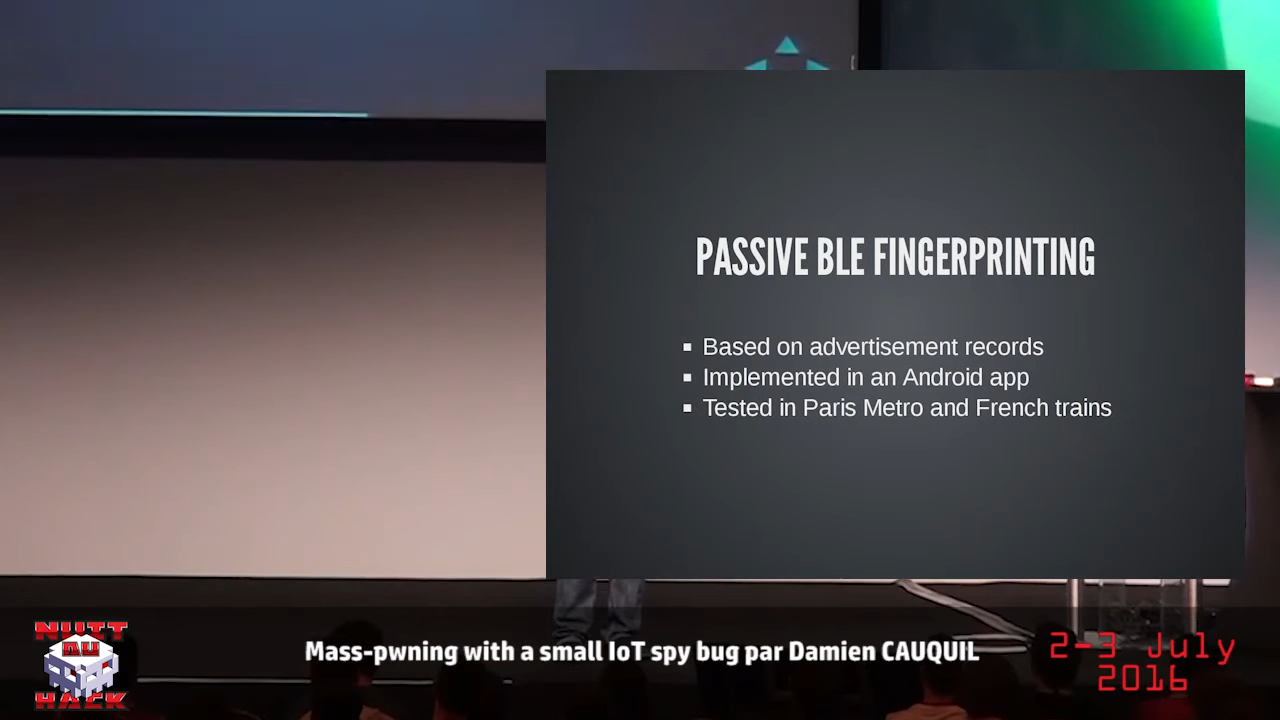 PASSIVE BLE FINGERPRINTING
Based on advertisement records
Implemented in an Android app
Tested in Paris Metro and French trains
NUIT
DU
HACK
Mass-pwning with a small IoT spy bug par Damien CAUQUIL
2-3 July
2016